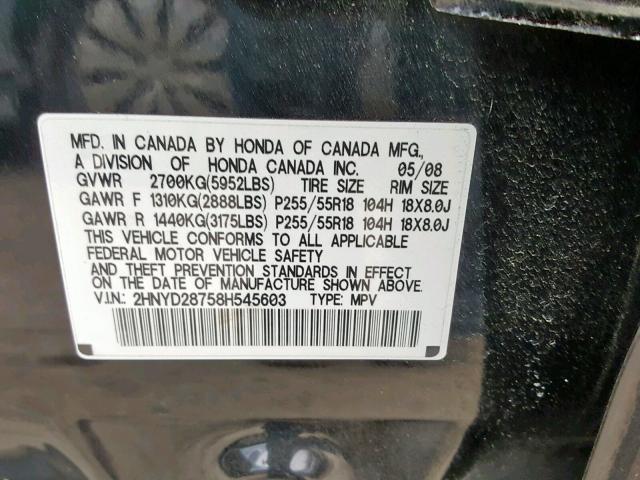 MFD. IN CANADA BY HONDA OF CANADA MFG.,
A DIVISION OF HONDA CANADA INC. 05/08
GVWR 2700KG(5952LBS) TIRE SIZE RIM SIZE
GAWR F 1310KG(2888LBS) P255/55R18 104H 18X8.0J
GAWR R 1440KG(3175LBS) P255/55R18 104H 18X8.0J
THIS VEHICLE CONFORMS TO ALL APPLICABLE
FEDERAL MOTOR VEHICLE SAFETY
AND THEFT PREVENTION STANDARDS IN EFFECT
ON THE DATE OF MANUFACTURE SHOWN ABOVE.
V.I.N.: 2HNYD28758H545603 TYPE: MPV